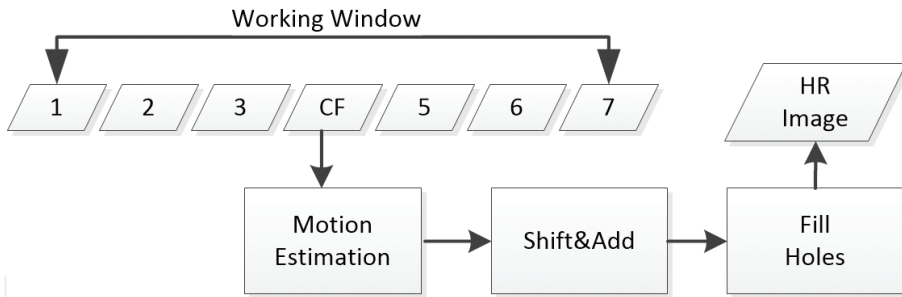 Working Window
1
2
3
CF
5
6
7
HR
Image
Motion
Estimation
Shift&Add
Fill
Holes